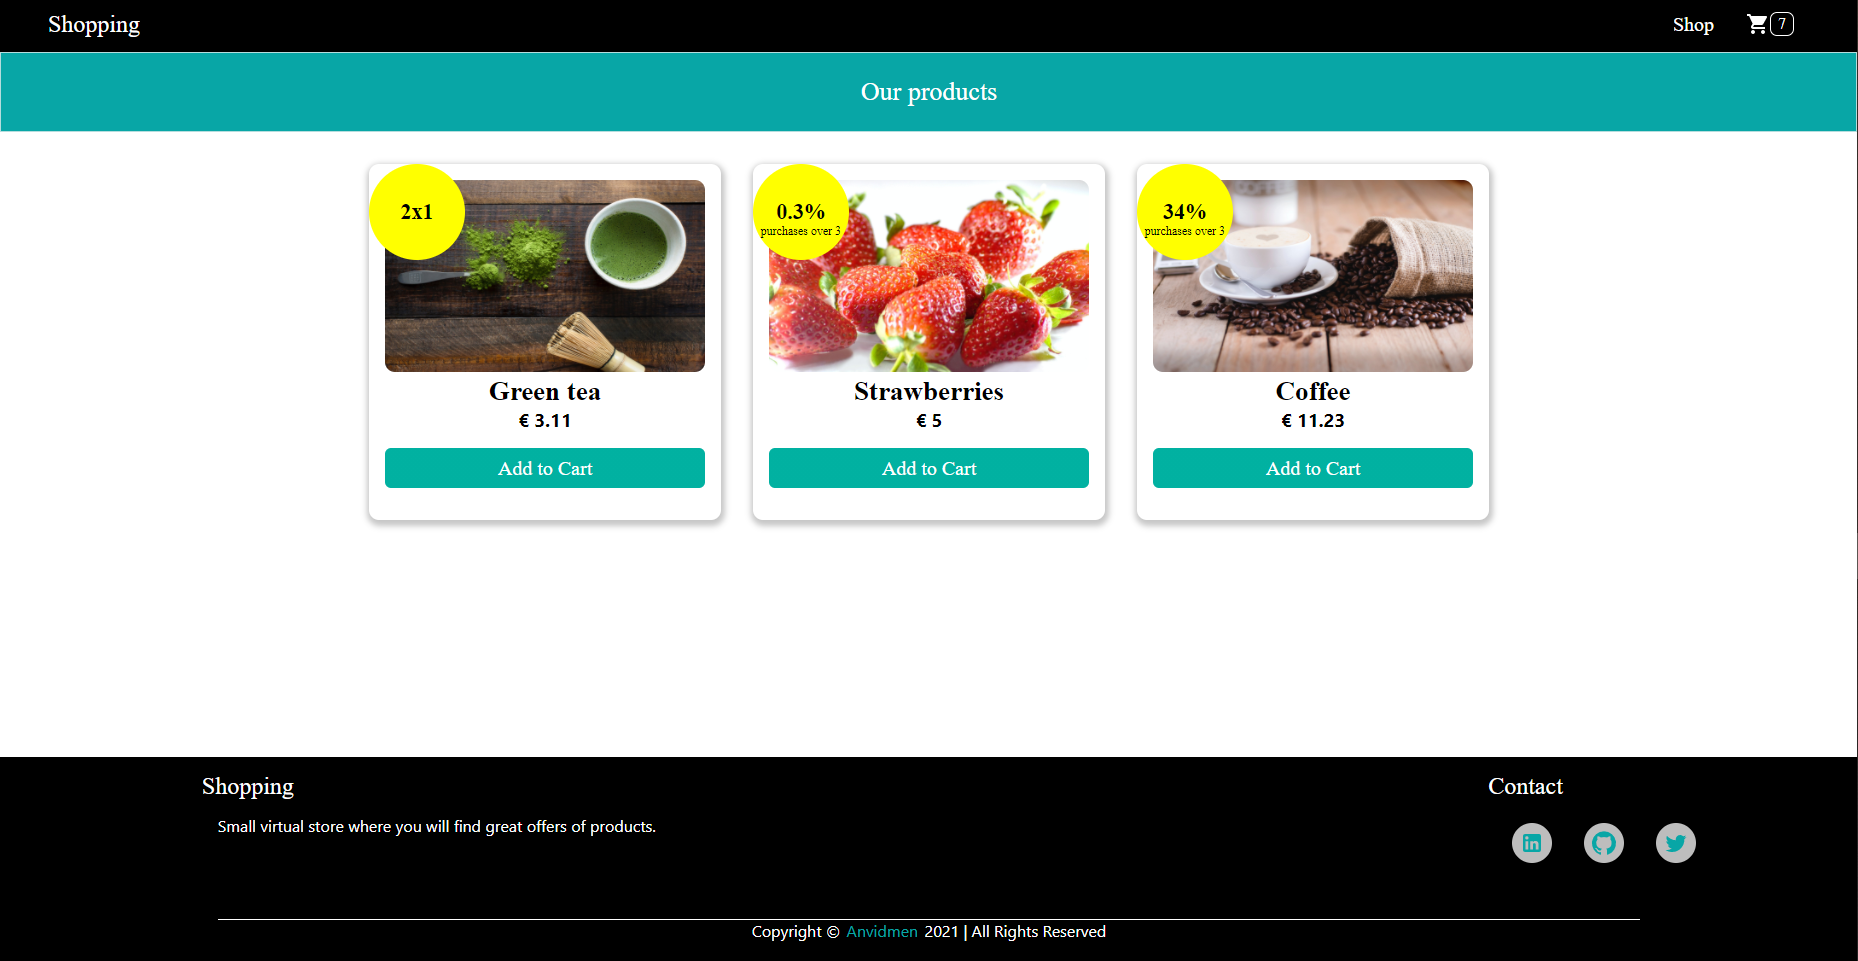 Shopping
Shop
7
Our products
2x1
0.3%
purchases over 3
34%
purchases over 3
Green tea
€ 3.11
Add to Cart
Strawberries
€ 5
Add to Cart
Coffee
€ 11.23
Add to Cart
Shopping
Small virtual store where you will find great offers of products.
Contact
in
Copyright © Anvidmen 2021 | All Rights Reserved